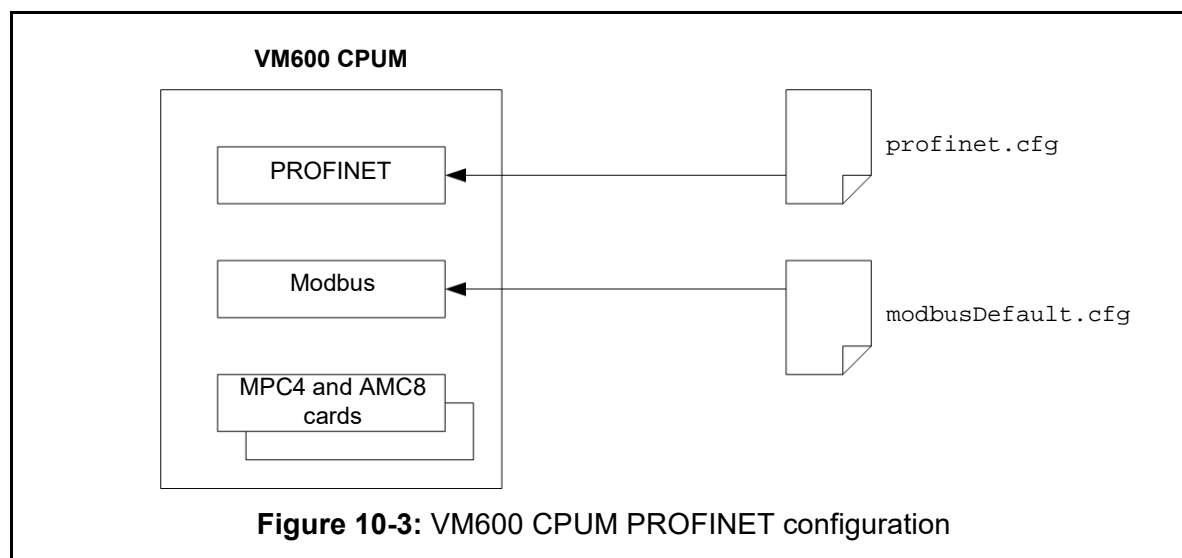 VM600 CPUM
PROFINET
profinet.cfg
Modbus
modbusDefault.cfg
MPC4 and AMC8
cards
Figure 10-3: VM600 CPUM PROFINET configuration